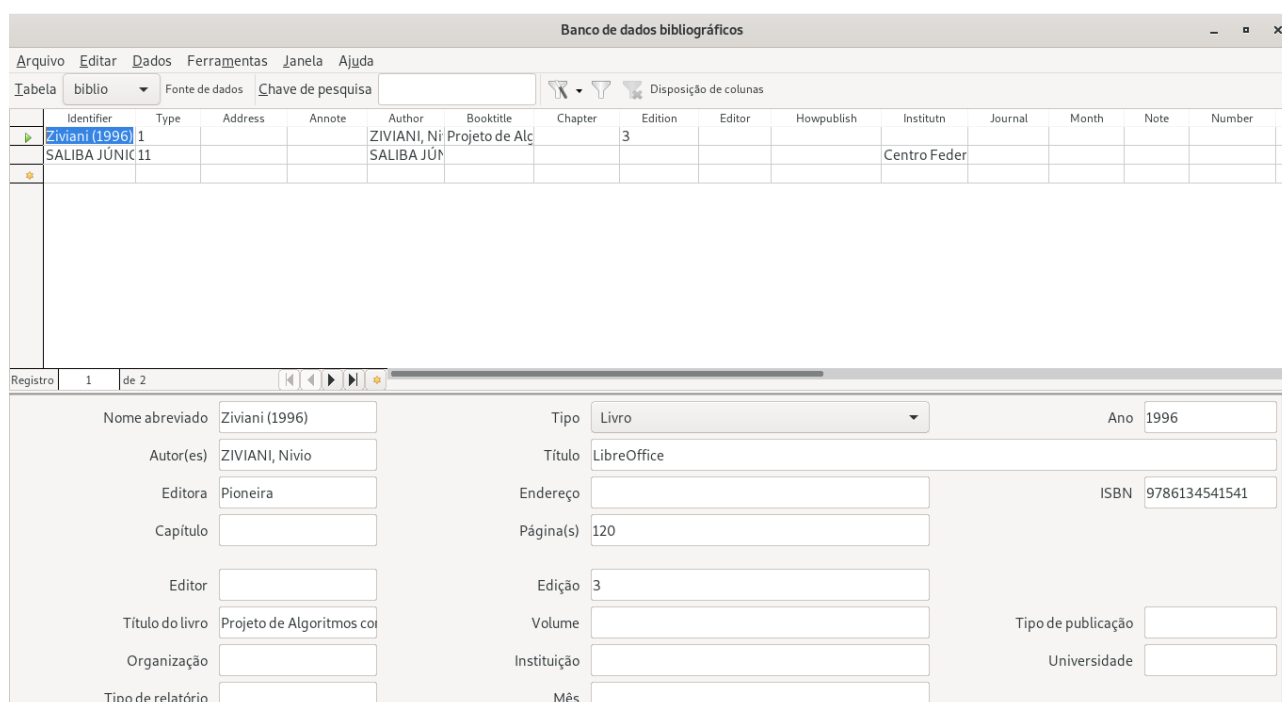 Banco de dados bibliográficos
Arquivo Editar Dados Ferramentas Janela Ajuda
Tabela biblio Fonte de dados Chave de pesquisa Disposição de colunas
Identifier Type Address Annote Author Booktitle Chapter Edition Editor Howpublish Institutn Journal Month Note Number
Ziviani (1996) 1 ZIVIANI, Ni Projeto de Alg 3
SALIBA JÚNI 11 SALIBA JÚN Centro Feder
Registro 1 de 2
Nome abreviado Ziviani (1996) Tipo Livro Ano 1996
Autor(es) ZIVIANI, Nivio Título LibreOffice
Editora Pioneira Endereço ISBN 9786134541541
Capítulo Página(s) 120
Editor Edição 3
Título do livro Projeto de Algoritmos con Volume Tipo de publicação
Organização Instituição Universidade
Tipo de relatório Mês